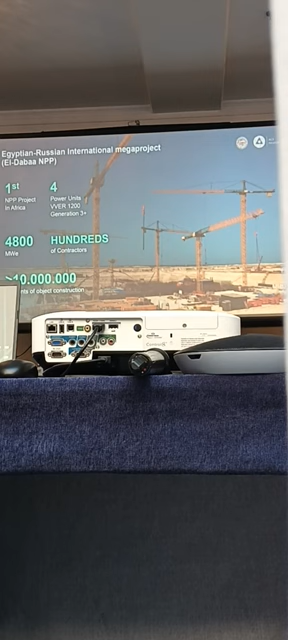 Egyptian-Russian International megaproject
(El-Dabaa NPP)
1st
NPP Project
In Africa
4
Power Units
VVER 1200
Generation 3+
4800
MWe
HUNDREDS
of Contractors
10,000,000
of object construction